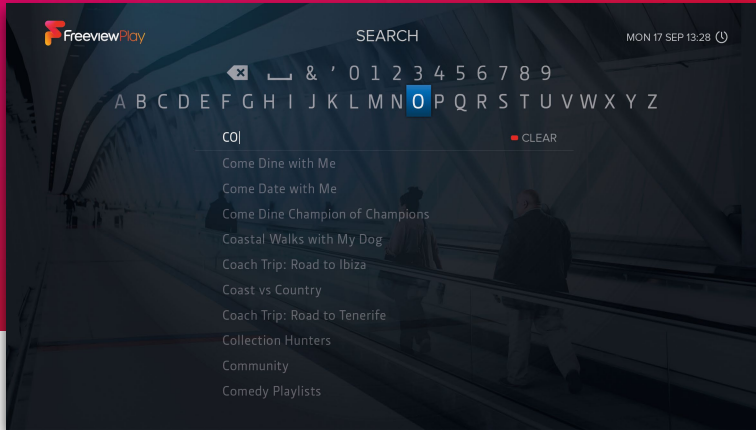 FreeviewPlay
SEARCH
MON 17 SEP 13:28
& ' 0 1 2 3 4 5 6 7 8 9
A B C D E F G H I J K L M N O P Q R S T U V W X Y Z
CO
CLEAR
Come Dine with Me
Come Date with Me
Come Dine Champion of Champions
Coastal Walks with My Dog
Coach Trip: Road to Ibiza
Coast vs Country
Coach Trip: Road to Tenerife
Collection Hunters
Community
Comedy Playlists